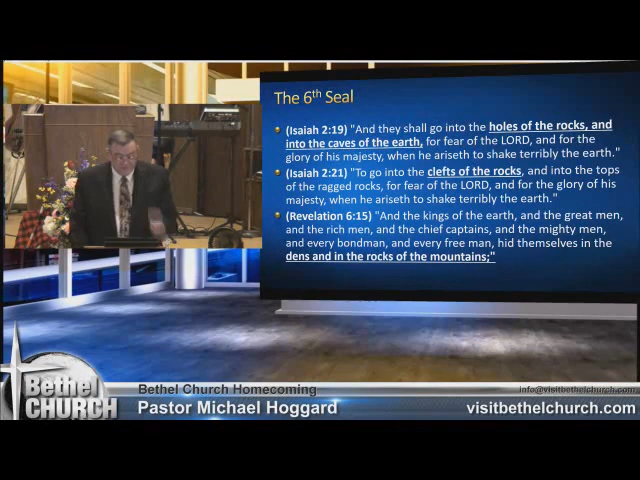 The 6th Seal
(Isaiah 2:19) "And they shall go into the holes of the rocks, and
into the caves of the earth, for fear of the LORD, and for the
glory of his majesty, when he ariseth to shake terribly the earth."
(Isaiah 2:21) "To go into the clefts of the rocks, and into the tops
of the ragged rocks, for fear of the LORD, and for the glory of his
majesty, when he ariseth to shake terribly the earth."
(Revelation 6:15) "And the kings of the earth, and the great men,
and the rich men, and the chief captains, and the mighty men,
and every bondman, and every free man, hid themselves in the
dens and in the rocks of the mountains;"
Bethel
CHURCH
Bethel Church Homecoming
info@visitbethelchurch.com
Pastor Michael Hoggard
visitbethelchurch.com